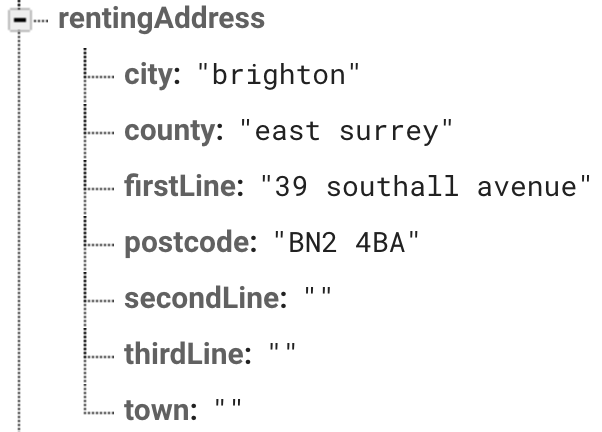 rentingAddress
city: "brighton"
county: "east surrey"
firstLine: "39 southall avenue"
postcode: "BN2 4BA"
secondLine: ""
thirdLine: ""
town: ""